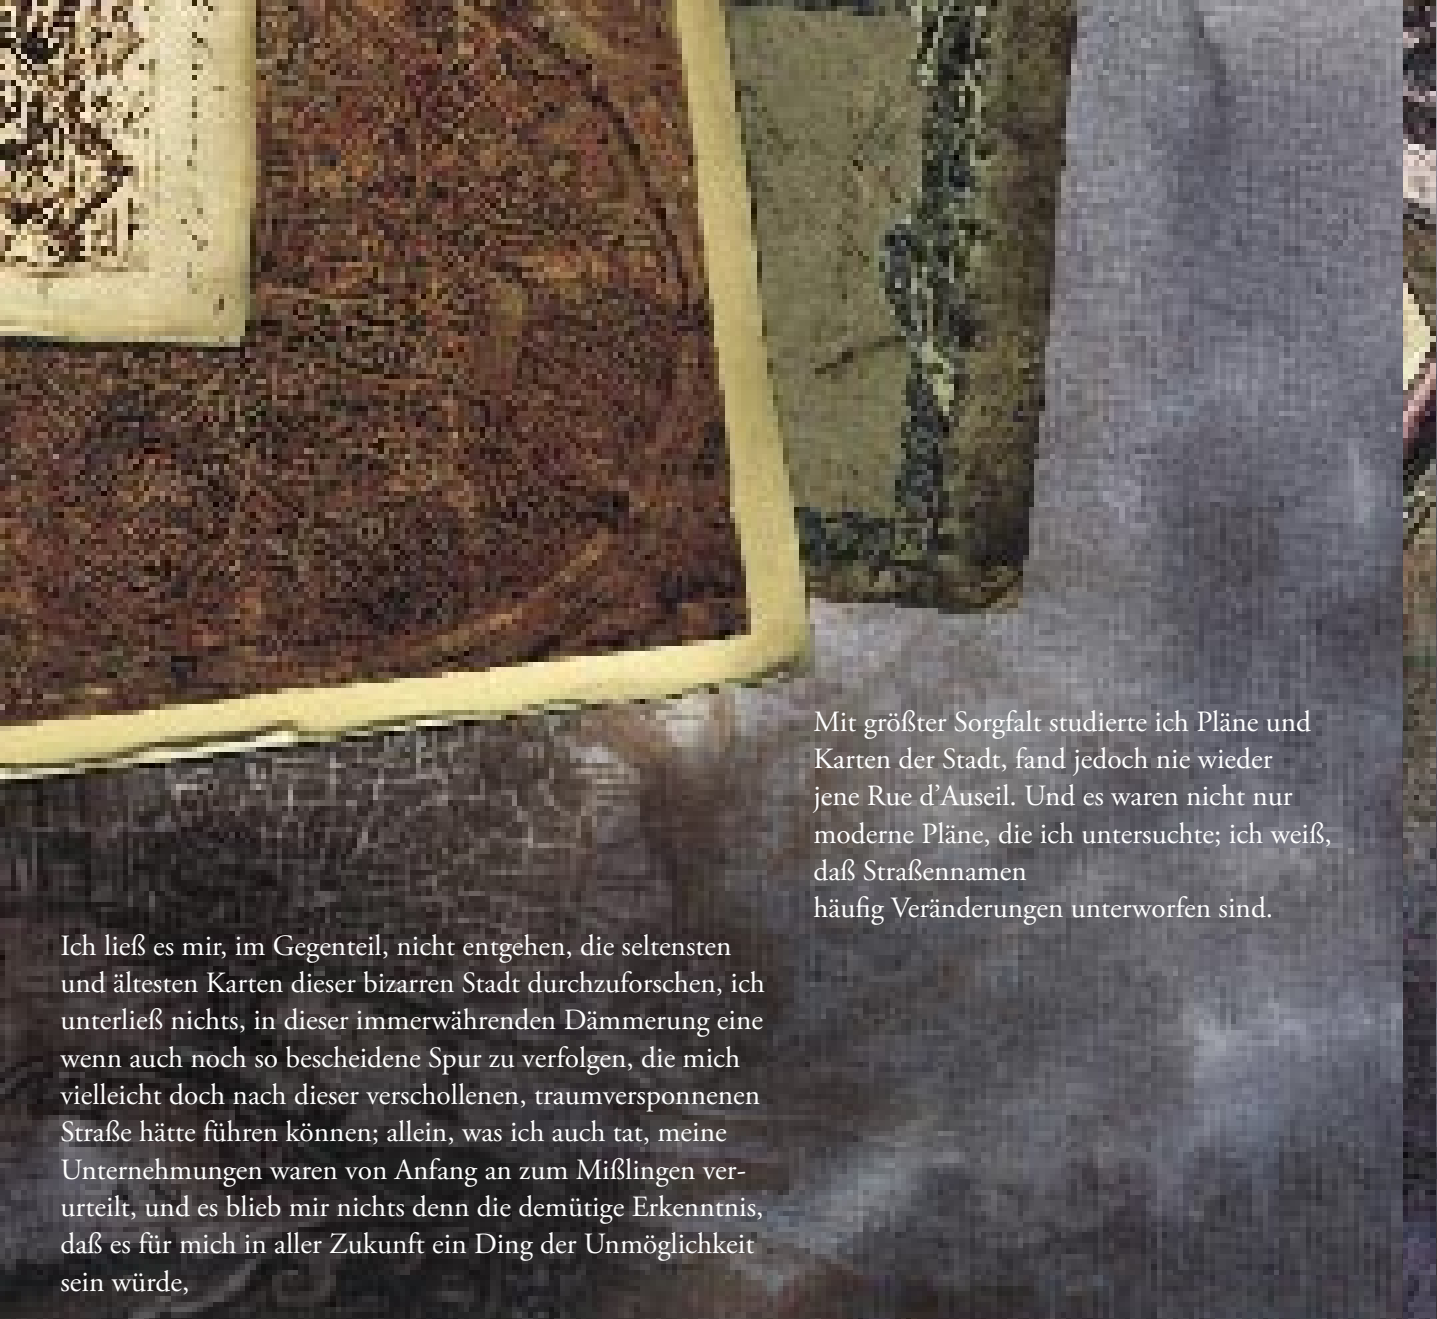 Mit größter Sorgfalt studierte ich Pläne und
Karten der Stadt, fand jedoch nie wieder
jene Rue d’Auseil. Und es waren nicht nur
moderne Pläne, die ich untersuchte; ich weiß,
daß Straßennamen
häufig Veränderungen unterworfen sind.
Ich ließ es mir, im Gegenteil, nicht entgehen, die seltensten
und ältesten Karten dieser bizarren Stadt durchzuforschen, ich
unterließ nichts, in dieser immerwährenden Dämmerung eine
wenn auch noch so bescheidene Spur zu verfolgen, die mich
vielleicht doch nach dieser verschollenen, traumversponnenen
Straße hätte führen können; allein, was ich auch tat, meine
Unternehmungen waren von Anfang an zum Mißlingen ver-
urteilt, und es blieb mir nichts denn die demütige Erkenntnis,
daß es für mich in aller Zukunft ein Ding der Unmöglichkeit
sein würde,